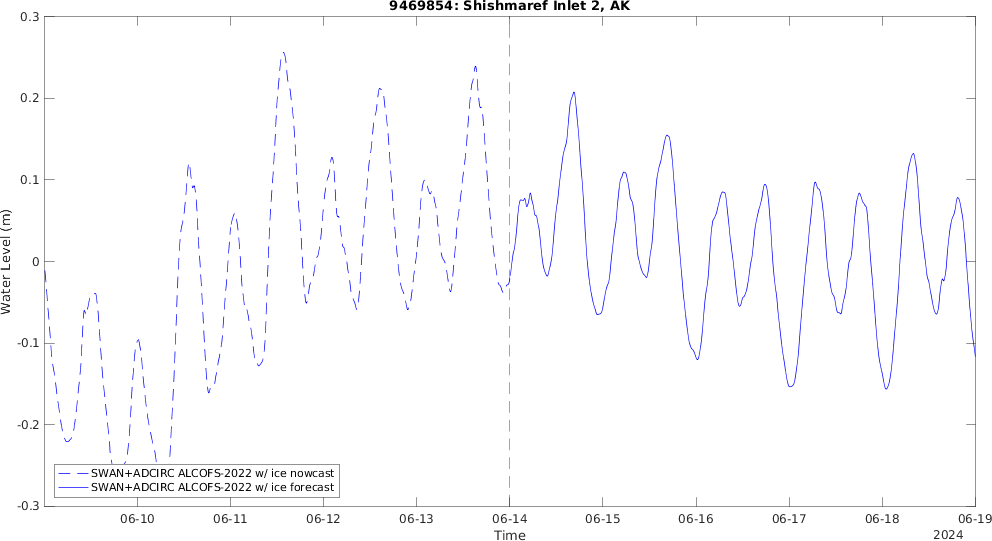 9469854: Shishmaref Inlet 2, AK
0.3
0.2
0.1
0
-0.1
-0.2
-0.3
Water Level (m)
SWAN+ADCIRC ALCOFS-2022 w/ ice nowcast
SWAN+ADCIRC ALCOFS-2022 w/ ice forecast
06-10 06-11 06-12 06-13 06-14 06-15 06-16 06-17 06-18 06-19
Time
2024